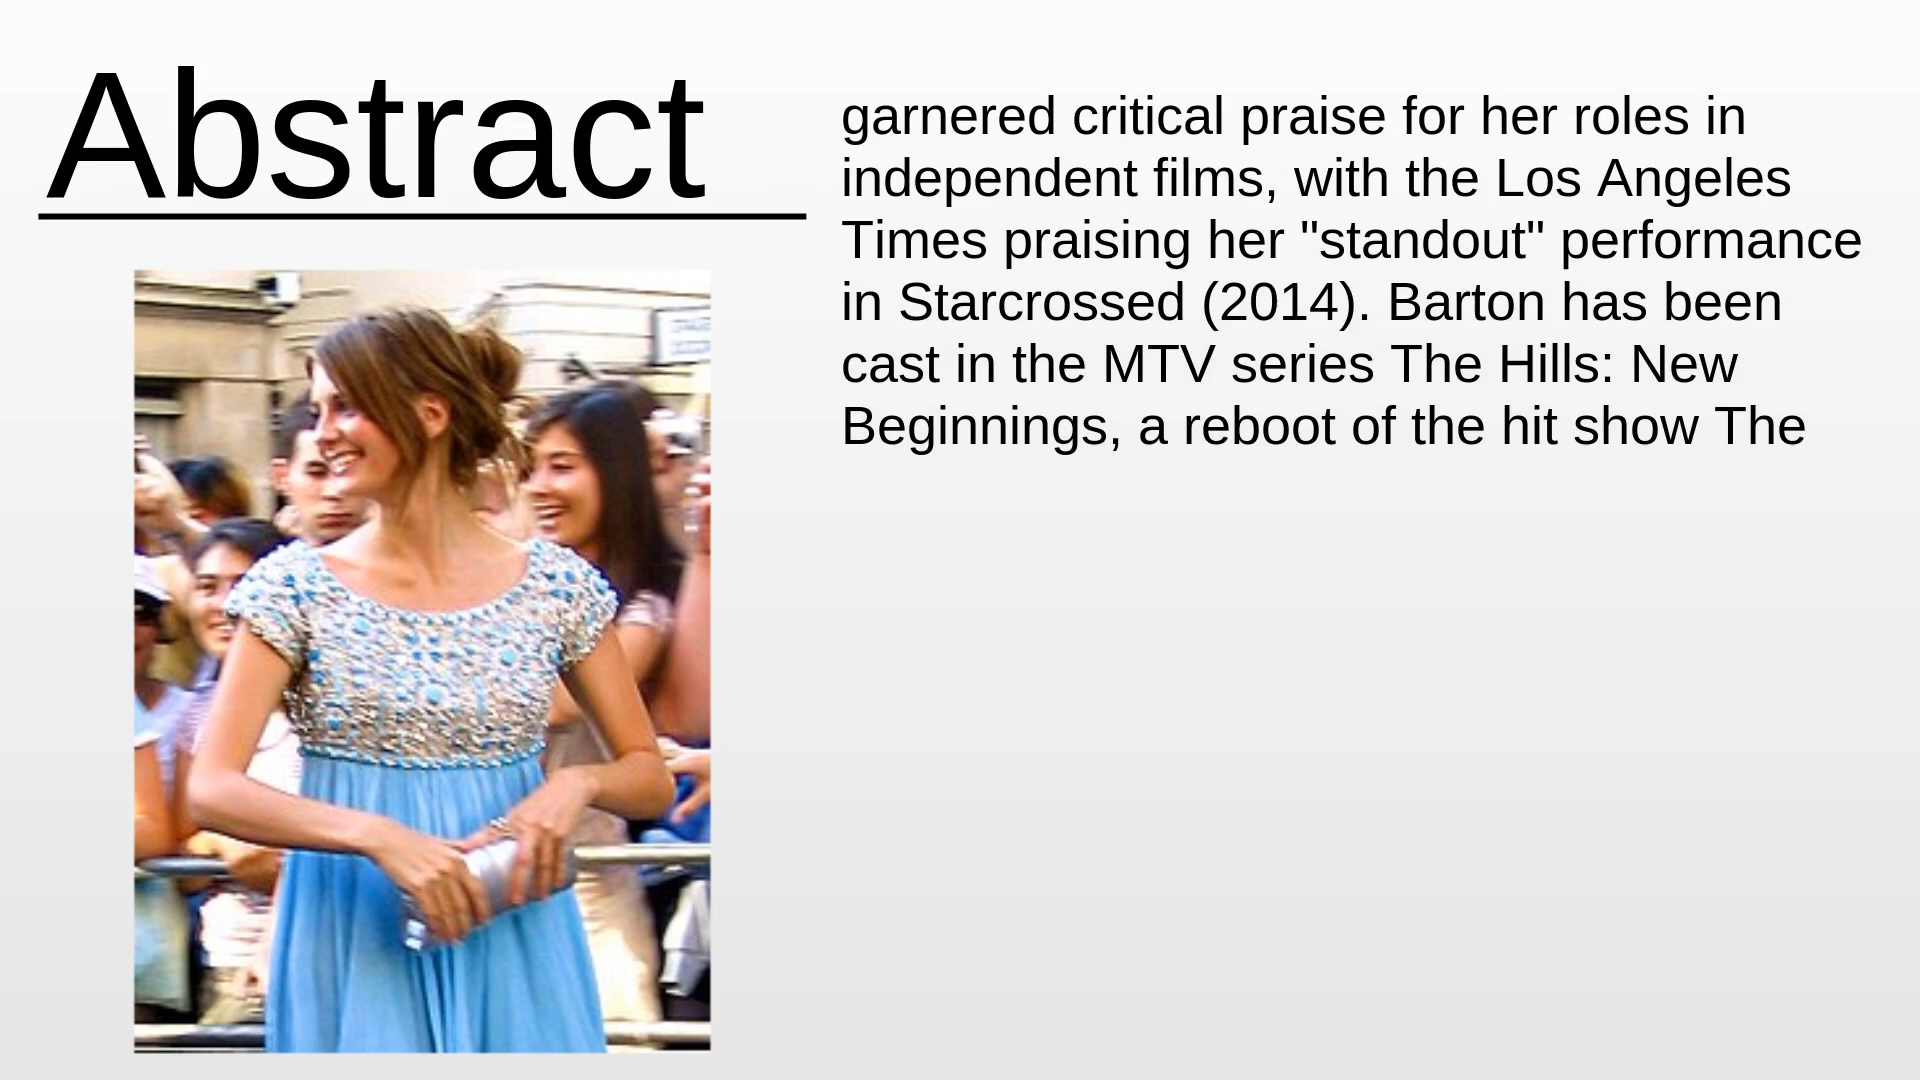 Abstract
garnered critical praise for her roles in
independent films, with the Los Angeles
Times praising her "standout" performance
in Starcrossed (2014). Barton has been
cast in the MTV series The Hills: New
Beginnings, a reboot of the hit show The